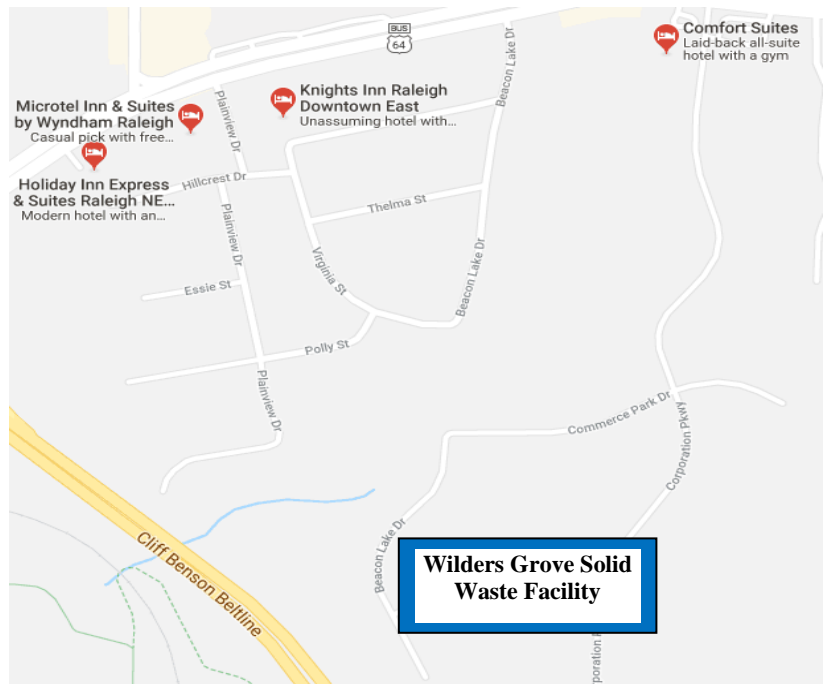 BUS
64
Comfort Suites
Laid-back all-suite
hotel with a gym
Beacon Lake Dr
Knights Inn Raleigh
Downtown East
Unassuming hotel with...
Microtel Inn & Suites
by Wyndham Raleigh
Casual pick with free...
Plainview Dr
Holiday Inn Express
& Suites Raleigh NE...
Modern hotel with an...
Hillcrest Dr
Thelma St
Plainview Dr
Virginia St
Beacon Lake Dr
Essie St
Polly St
Plainview Dr
Commerce Park Dr
Corporation Pkwy
Cliff Benson Beltline
Beacon Lake Dr
Wilders Grove Solid
Waste Facility